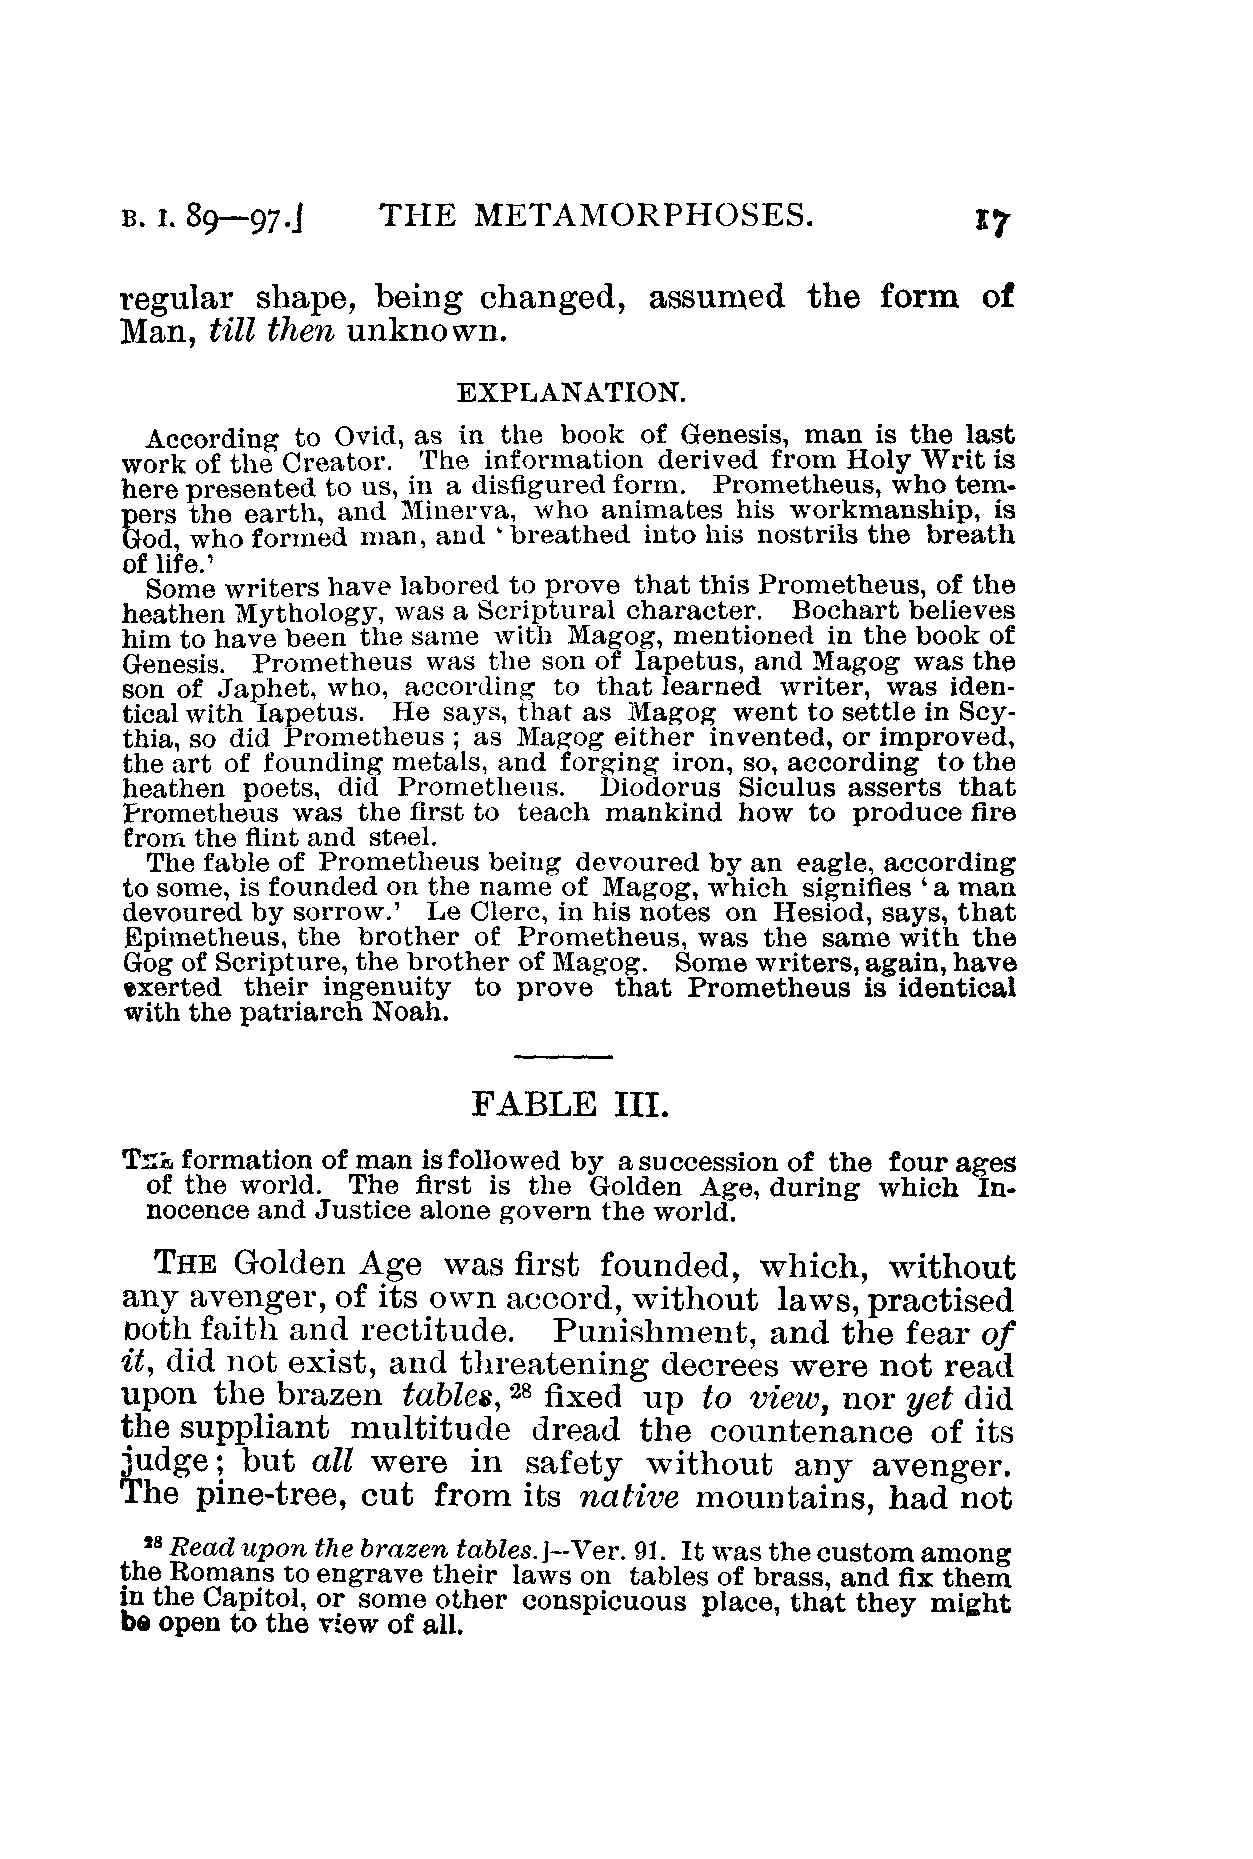 B. I. 89—97.] THE METAMORPHOSES. 17
regular shape, being changed, assumed the form of
Man, till then unknown.
EXPLANATION.
According to Ovid, as in the book of Genesis, man is the last
work of the Creator. The information derived from Holy Writ is
here presented to us, in a disfigured form. Prometheus, who tem-
pers the earth, and Minerva, who animates his workmanship, is
God, who formed man, and ‘breathed into his nostrils the breath
of life.’
Some writers have labored to prove that this Prometheus, of the
heathen Mythology, was a Scriptural character. Bochart believes
him to have been the same with Magog, mentioned in the book of
Genesis. Prometheus was the son of Iapetus, and Magog was the
son of Japhet, who, according to that learned writer, was iden-
tical with Iapetus. He says, that as Magog went to settle in Scy-
thia, so did Prometheus; as Magog either invented, or improved,
the art of founding metals, and forging iron, so, according to the
heathen poets, did Prometheus. Diodorus Siculus asserts that
Prometheus was the first to teach mankind how to produce fire
from the flint and steel.
The fable of Prometheus being devoured by an eagle, according
to some, is founded on the name of Magog, which signifies ‘a man
devoured by sorrow.’ Le Clerc, in his notes on Hesiod, says, that
Epimetheus, the brother of Prometheus, was the same with the
Gog of Scripture, the brother of Magog. Some writers, again, have
exerted their ingenuity to prove that Prometheus is identical
with the patriarch Noah.
FABLE III.
The formation of man is followed by a succession of the four ages
of the world. The first is the Golden Age, during which In-
nocence and Justice alone govern the world.
THE Golden Age was first founded, which, without
any avenger, of its own accord, without laws, practised
both faith and rectitude. Punishment, and the fear of
it, did not exist, and threatening decrees were not read
upon the brazen tables, 28 fixed up to view, nor yet did
the suppliant multitude dread the countenance of its
judge; but all were in safety without any avenger.
The pine-tree, cut from its native mountains, had not
28 Read upon the brazen tables.]—Ver. 91. It was the custom among
the Romans to engrave their laws on tables of brass, and fix them
in the Capitol, or some other conspicuous place, that they might
be open to the view of all.